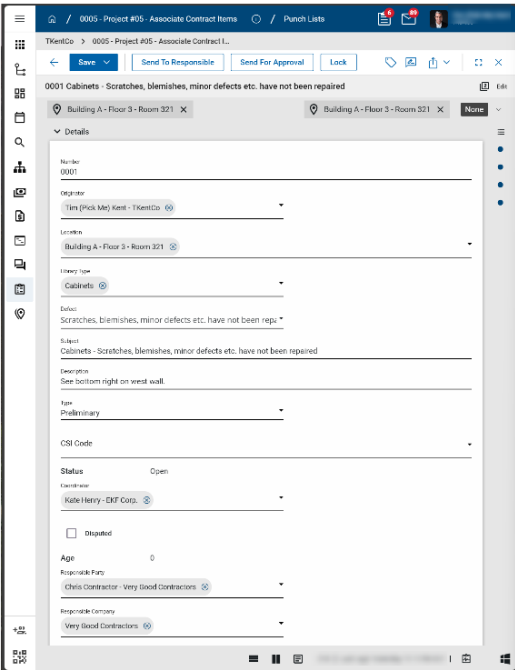 0005 - Project #05 - Associate Contract Items / Punch Lists
TKentCo > 0005 - Project #05 - Associate Contract I...
Save Send To Responsible Send For Approval Lock
0001 Cabinets - Scratches, blemishes, minor defects etc. have not been repaired Edit
Building A - Floor 3 - Room 321 Building A - Floor 3 - Room 321 None
Details
Number
0001
Originator
Tim (Pick Me) Kent - TKentCo
Location
Building A - Floor 3 - Room 321
Library Type
Cabinets
Defect
Scratches, blemishes, minor defects etc. have not been repa
Subject
Cabinets - Scratches, blemishes, minor defects etc. have not been repaired
Description
See bottom right on west wall.
Type
Preliminary
CSI Code
Status Open
Coordinator
Kate Henry - EKF Corp.
Disputed
Age 0
Responsible Party
Chris Contractor - Very Good Contractors
Responsible Company
Very Good Contractors